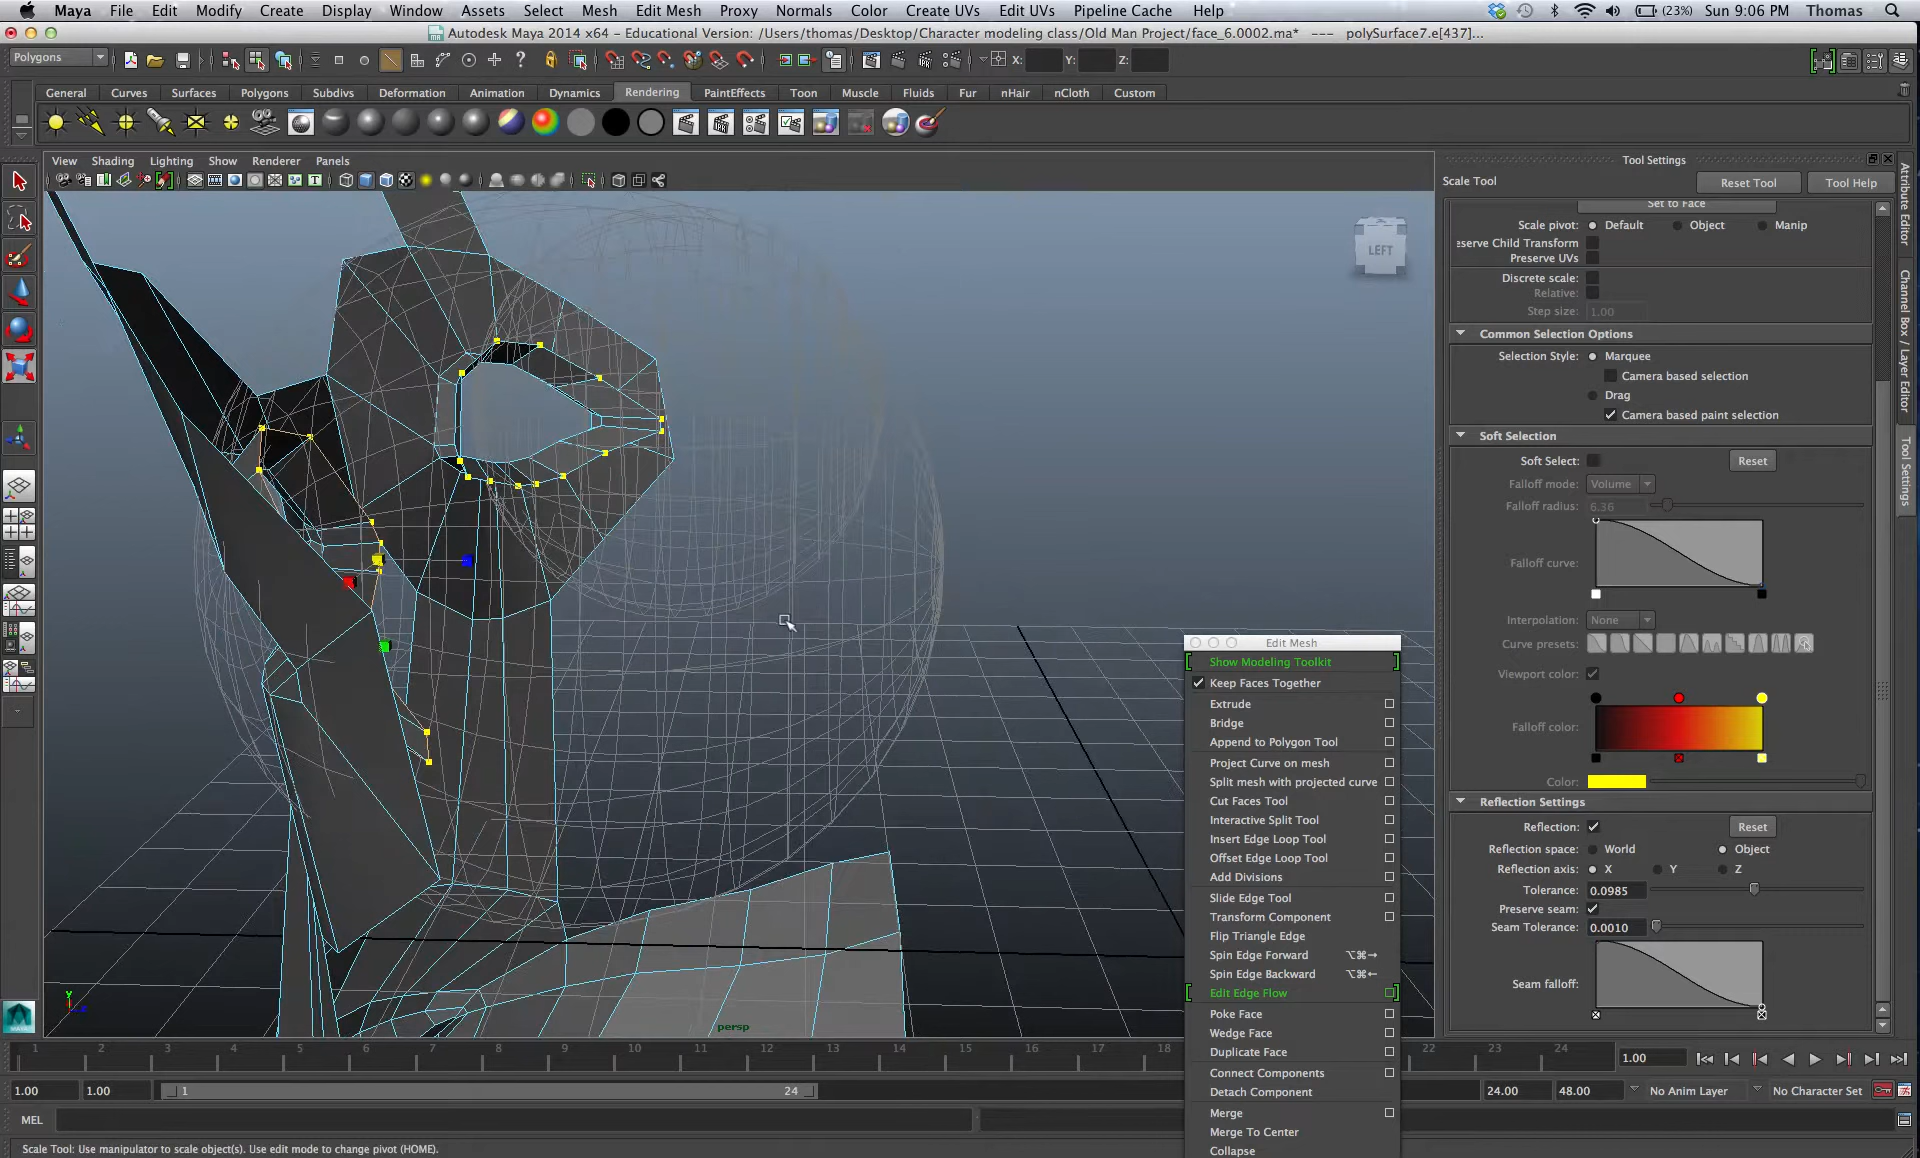 Maya File Edit Modify Create Display Window Assets Select Mesh Edit Mesh Proxy Normals Color Create UVs Edit UVs Pipeline Cache Help (23%) Sun 9:06 PM Thomas
Autodesk Maya 2014 x64 - Educational Version: /Users/thomas/Desktop/Character modeling class/Old Man Project/face_6.0002.ma* --- polySurface7.e[437]...
Polygons X: Y: Z:
General Curves Surfaces Polygons Subdivs Deformation Animation Dynamics Rendering PaintEffects Toon Muscle Fluids Fur nHair nCloth Custom
View Shading Lighting Show Renderer Panels
LEFT
persp
Tool Settings
Scale Tool Reset Tool Tool Help
Set to Face
Scale pivot: Default Object Manip
eserve Child Transform
Preserve UVs
Discrete scale:
Relative:
Step size: 1.00
Common Selection Options
Selection Style: Marquee
Camera based selection
Drag
Camera based paint selection
Soft Selection
Soft Select: Reset
Falloff mode: Volume
Falloff radius: 6.36
Falloff curve:
Interpolation: None
Curve presets:
Viewport color:
Falloff color:
Color:
Reflection Settings
Reflection: Reset
Reflection space: World Object
Reflection axis: X Y Z
Tolerance: 0.0985
Preserve seam:
Seam Tolerance: 0.0010
Seam falloff:
Attribute Editor
Channel Box / Layer Editor
Tool Settings
Edit Mesh
Show Modeling Toolkit
Keep Faces Together
Extrude
Bridge
Append to Polygon Tool
Project Curve on mesh
Split mesh with projected curve
Cut Faces Tool
Interactive Split Tool
Insert Edge Loop Tool
Offset Edge Loop Tool
Add Divisions
Slide Edge Tool
Transform Component
Flip Triangle Edge
Spin Edge Forward ⌥⌘→
Spin Edge Backward ⌥⌘←
Edit Edge Flow
Poke Face
Wedge Face
Duplicate Face
Connect Components
Detach Component
Merge
Merge To Center
Collapse
1 2 3 4 5 6 7 8 9 10 11 12 13 14 15 16 17 18 22 23 24 1.00
1.00 1.00 1 24 24.00 48.00 No Anim Layer No Character Set
MEL
Scale Tool: Use manipulator to scale object(s). Use edit mode to change pivot (HOME).